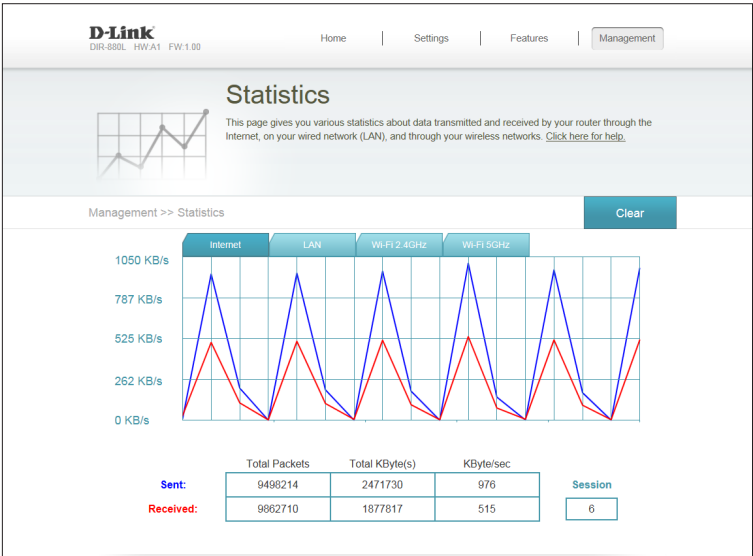 D-Link
DIR-880L HW:A1 FW:1.00
Home Settings Features Management
Statistics
This page gives you various statistics about data transmitted and received by your router through the
Internet, on your wired network (LAN), and through your wireless networks. Click here for help.
Management >> Statistics
Clear
Internet LAN Wi-Fi 2.4GHz Wi-Fi 5GHz
1050 KB/s
787 KB/s
525 KB/s
262 KB/s
0 KB/s
Total Packets Total KByte(s) KByte/sec
Sent: 9498214 2471730 976 Session
Received: 9862710 1877817 515 6